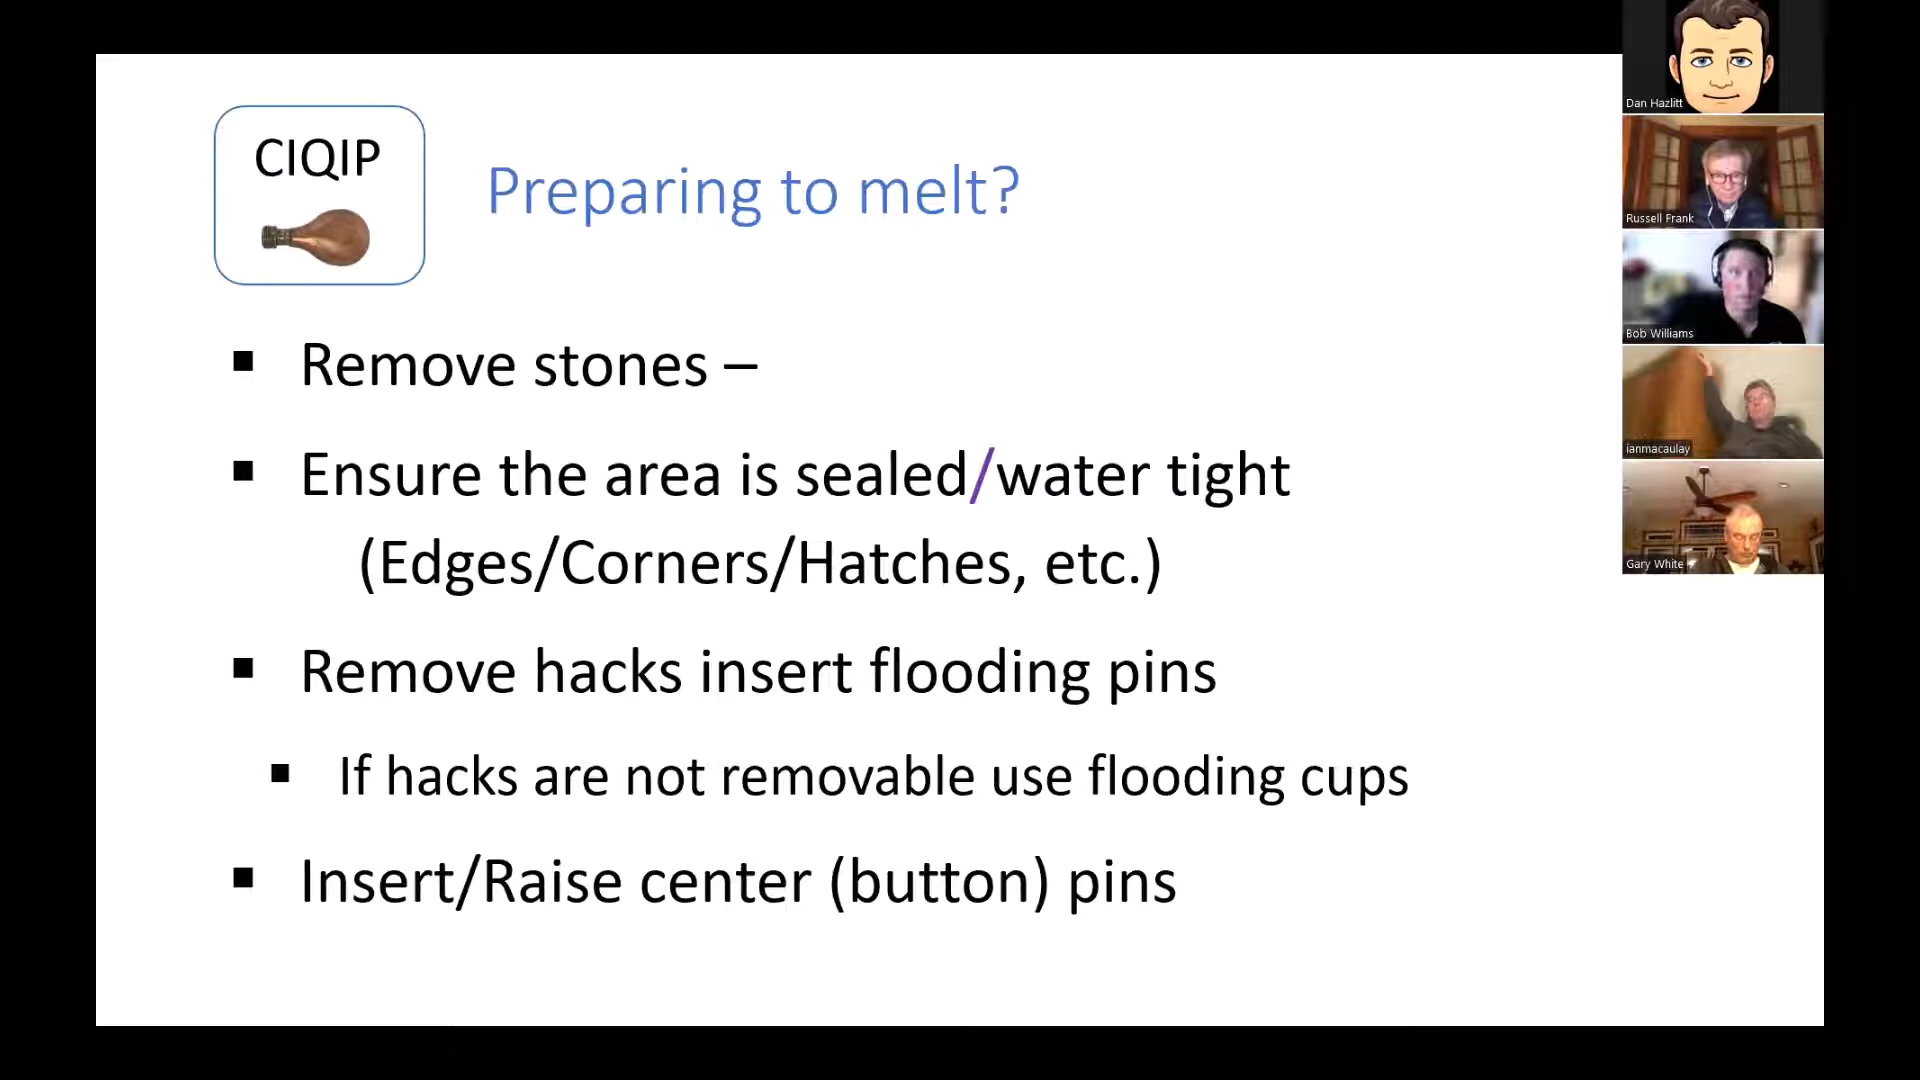 CIQIP
Preparing to melt?
▪ Remove stones –
▪ Ensure the area is sealed/water tight
(Edges/Corners/Hatches, etc.)
▪ Remove hacks insert flooding pins
▪ If hacks are not removable use flooding cups
▪ Insert/Raise center (button) pins
Dan Hazlitt
Russell Frank
Bob Williams
ianmacaulay
Gary White